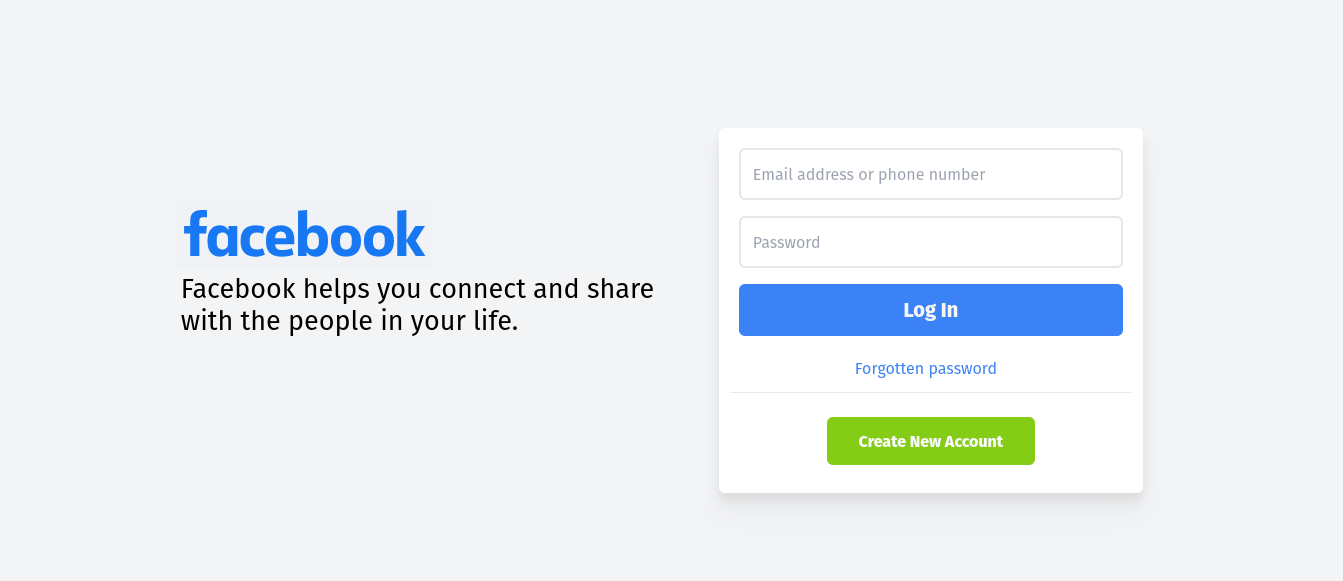 facebook
Facebook helps you connect and share
with the people in your life.
Email address or phone number
Password
Log In
Forgotten password
Create New Account